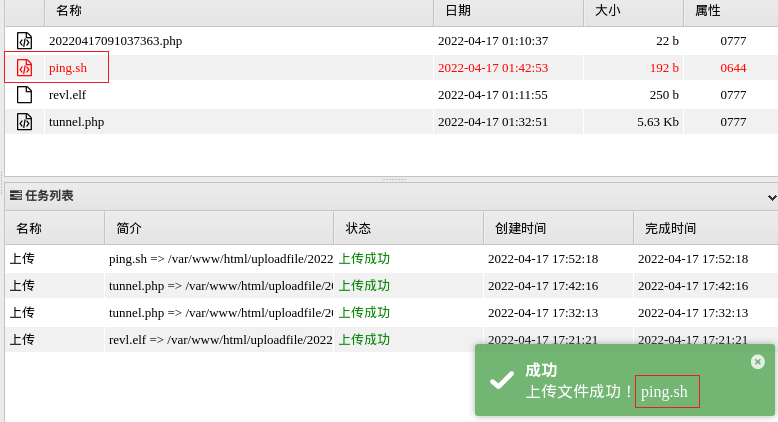 名称 日期 大小 属性
20220417091037363.php 2022-04-17 01:10:37 22 b 0777
ping.sh 2022-04-17 01:42:53 192 b 0644
revl.elf 2022-04-17 01:11:55 250 b 0777
tunnel.php 2022-04-17 01:32:51 5.63 Kb 0777
任务列表
名称 简介 状态 创建时间 完成时间
上传 ping.sh => /var/www/html/uploadfile/2022 上传成功 2022-04-17 17:52:18 2022-04-17 17:52:18
上传 tunnel.php => /var/www/html/uploadfile/20 上传成功 2022-04-17 17:42:16 2022-04-17 17:42:16
上传 tunnel.php => /var/www/html/uploadfile/20 上传成功 2022-04-17 17:32:13 2022-04-17 17:32:13
上传 revl.elf => /var/www/html/uploadfile/2022 上传成功 2022-04-17 17:21:21 2022-04-17 17:21:21
成功
上传文件成功！ping.sh